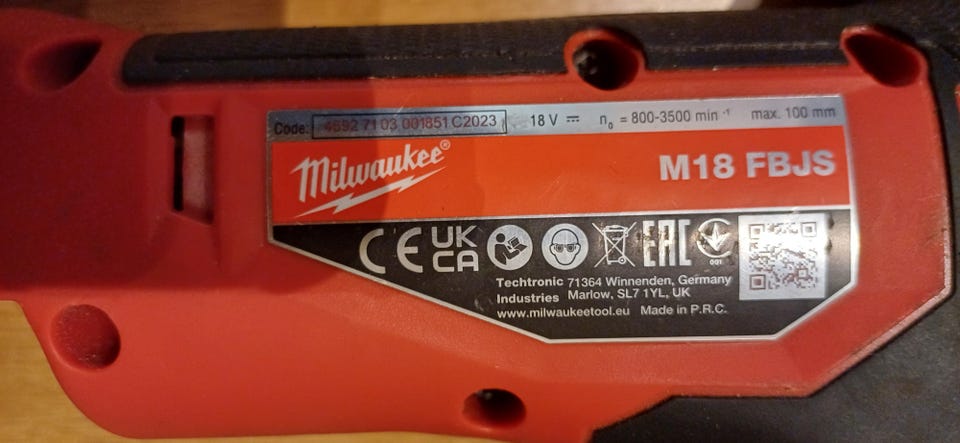 Code: 4692 71 03 001851 C2023 18 V n₀ = 800-3500 min -1 max. 100 mm
Milwaukee®
M18 FBJS
CE UK CA EAC 001
Techtronic Industries 71364 Winnenden, Germany
Marlow, SL7 1YL, UK
www.milwaukeetool.eu Made in P.R.C.